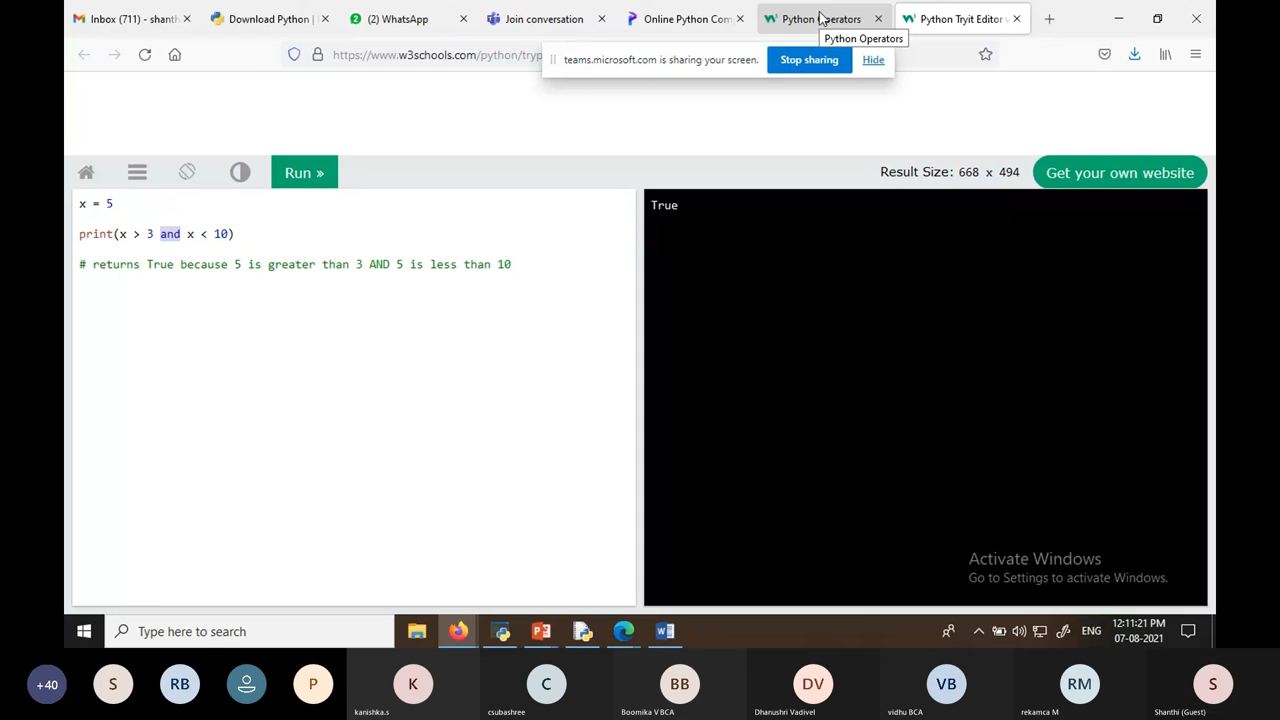 Inbox (711) - shanth
Download Python |
(2) WhatsApp
Join conversation
Online Python Com
Python Operators
Python Tryit Editor v
Python Operators
https://www.w3schools.com/python/tryp
teams.microsoft.com is sharing your screen.
Stop sharing
Hide
Run »
Result Size: 668 x 494
Get your own website
x = 5
print(x > 3 and x < 10)
# returns True because 5 is greater than 3 AND 5 is less than 10
True
Activate Windows
Go to Settings to activate Windows.
Type here to search
ENG
12:11:21 PM
07-08-2021
+40
S
RB
P
K
C
BB
DV
VB
RM
S
kanishka.s
csubashree
Boomika V BCA
Dhanushri Vadivel
vidhu BCA
rekamca M
Shanthi (Guest)